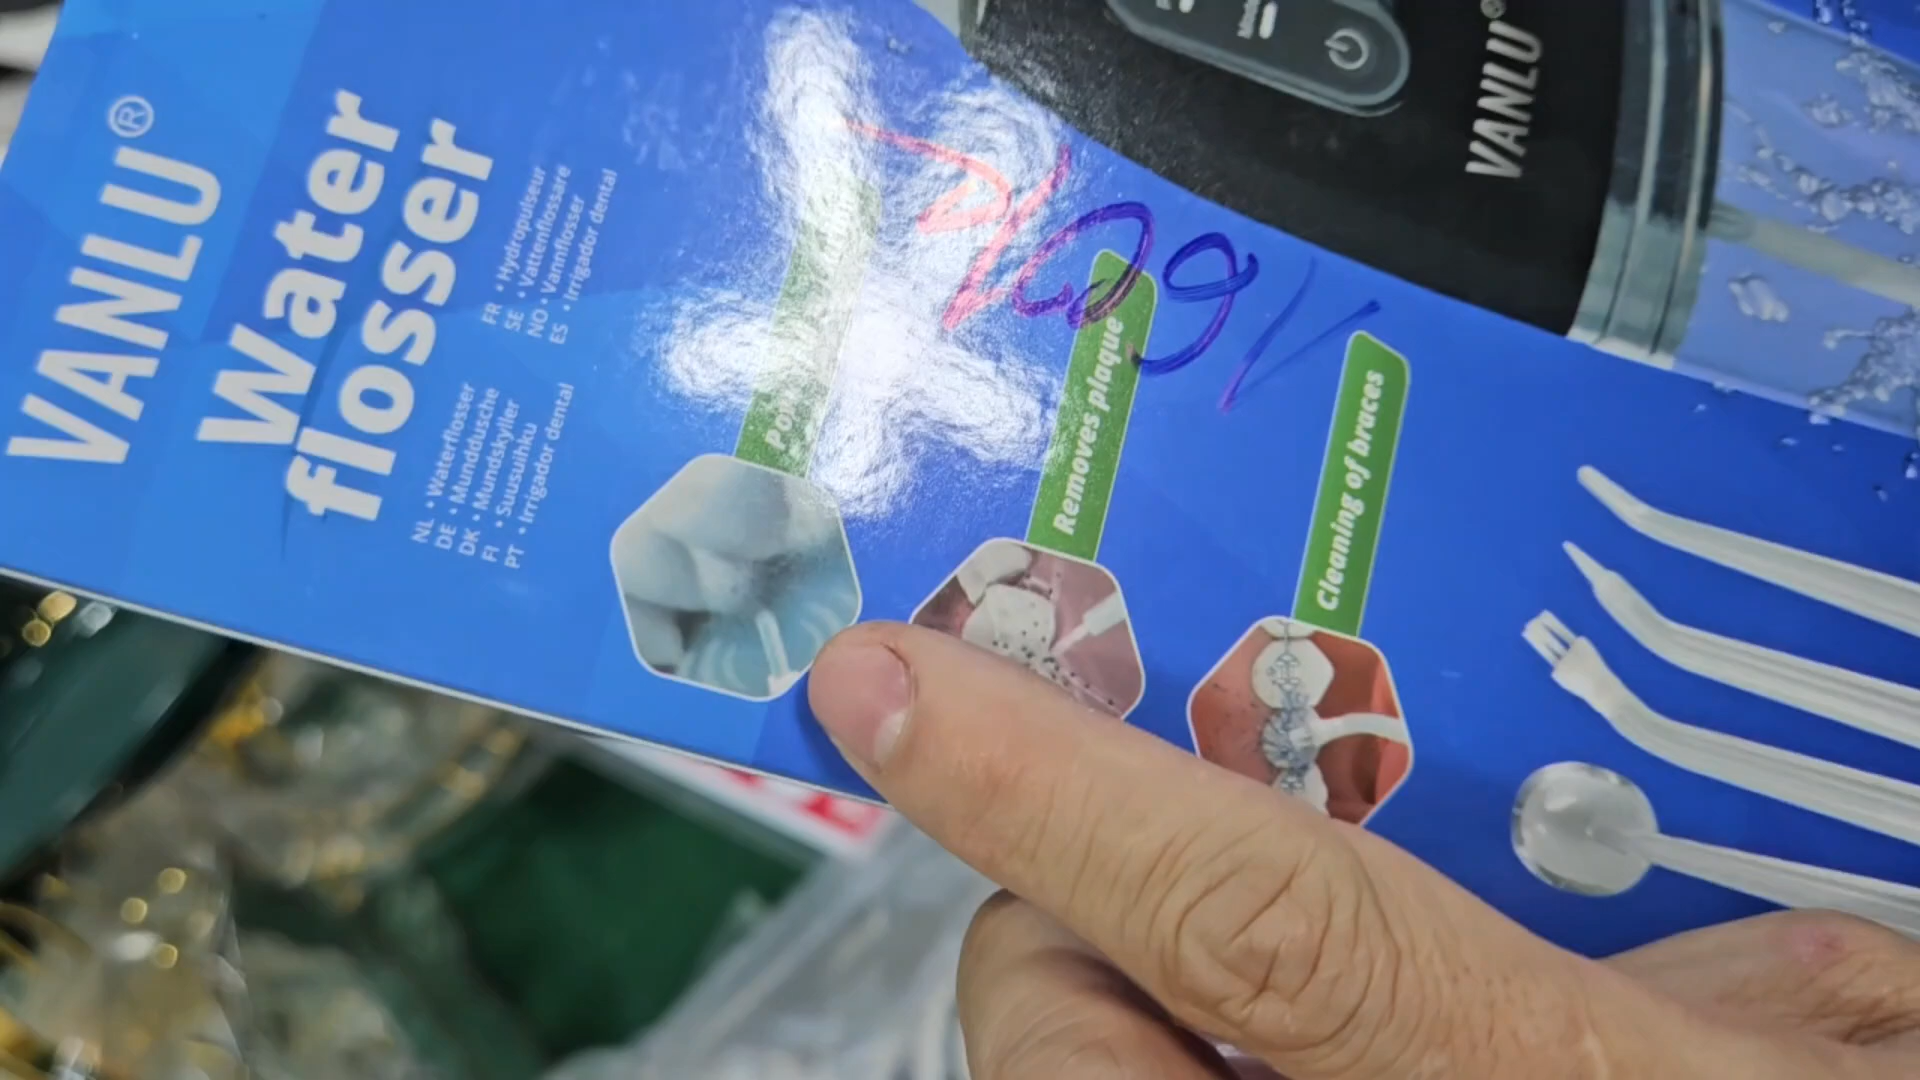 VANLU®
Water
flosser
NL • Waterflosser
DE • Munddusche
DK • Mundskyller
FI • Suusuihku
PT • Irrigador dental
FR • Hydropulseur
SE • Vattenflossare
NO • Vannflosser
ES • Irrigador dental
Removes plaque
Cleaning of braces
VANLU®